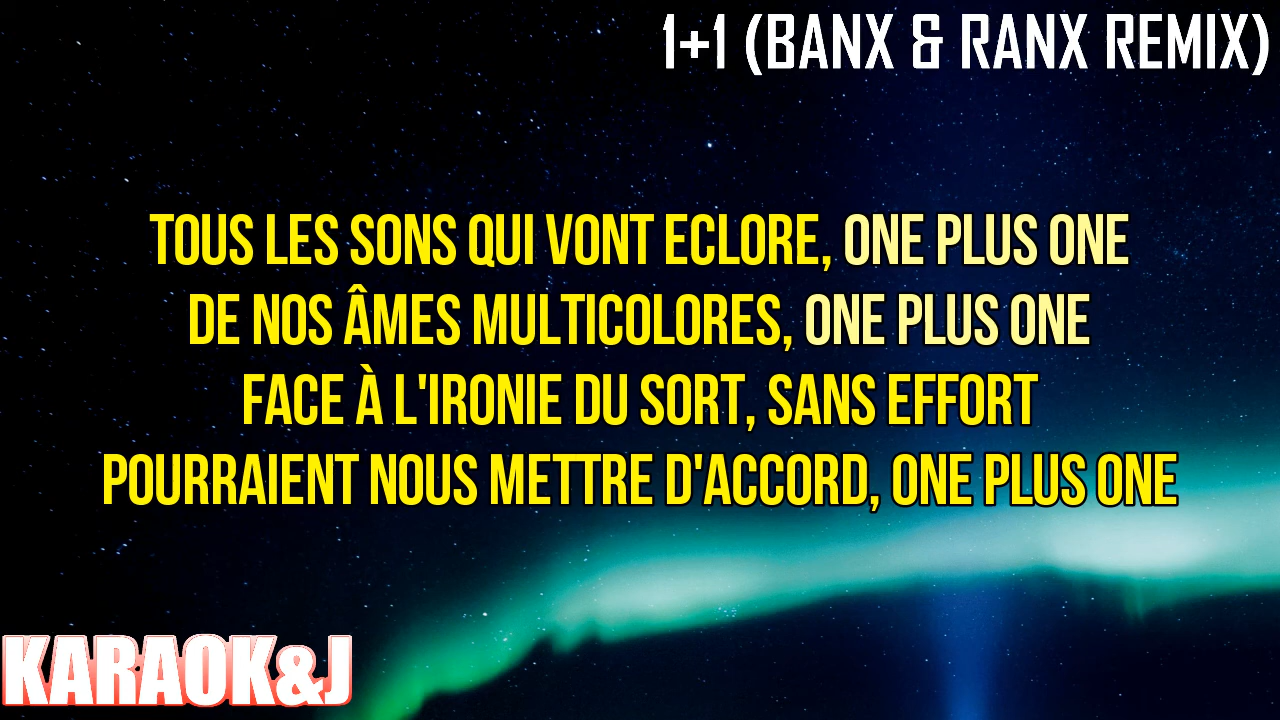 1+1 (BANX & RANX REMIX)
TOUS LES SONS QUI VONT ECLORE, ONE PLUS ONE
DE NOS ÂMES MULTICOLORES, ONE PLUS ONE
FACE À L'IRONIE DU SORT, SANS EFFORT
POURRAIENT NOUS METTRE D'ACCORD, ONE PLUS ONE
KARAOK&J